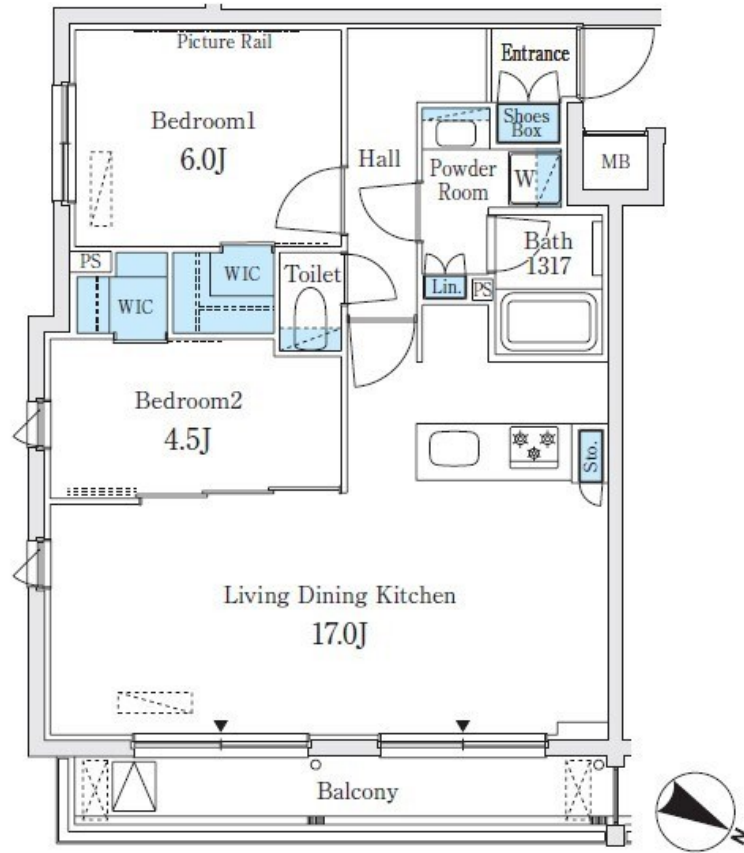 Picture Rail
Entrance
Bedroom1
6.0J
Shoes
Box
Hall
Powder
Room
W
MB
Bath
1317
PS
WIC
WIC
Toilet
Lin.
PS
Bedroom2
4.5J
Sto.
Living Dining Kitchen
17.0J
Balcony
N